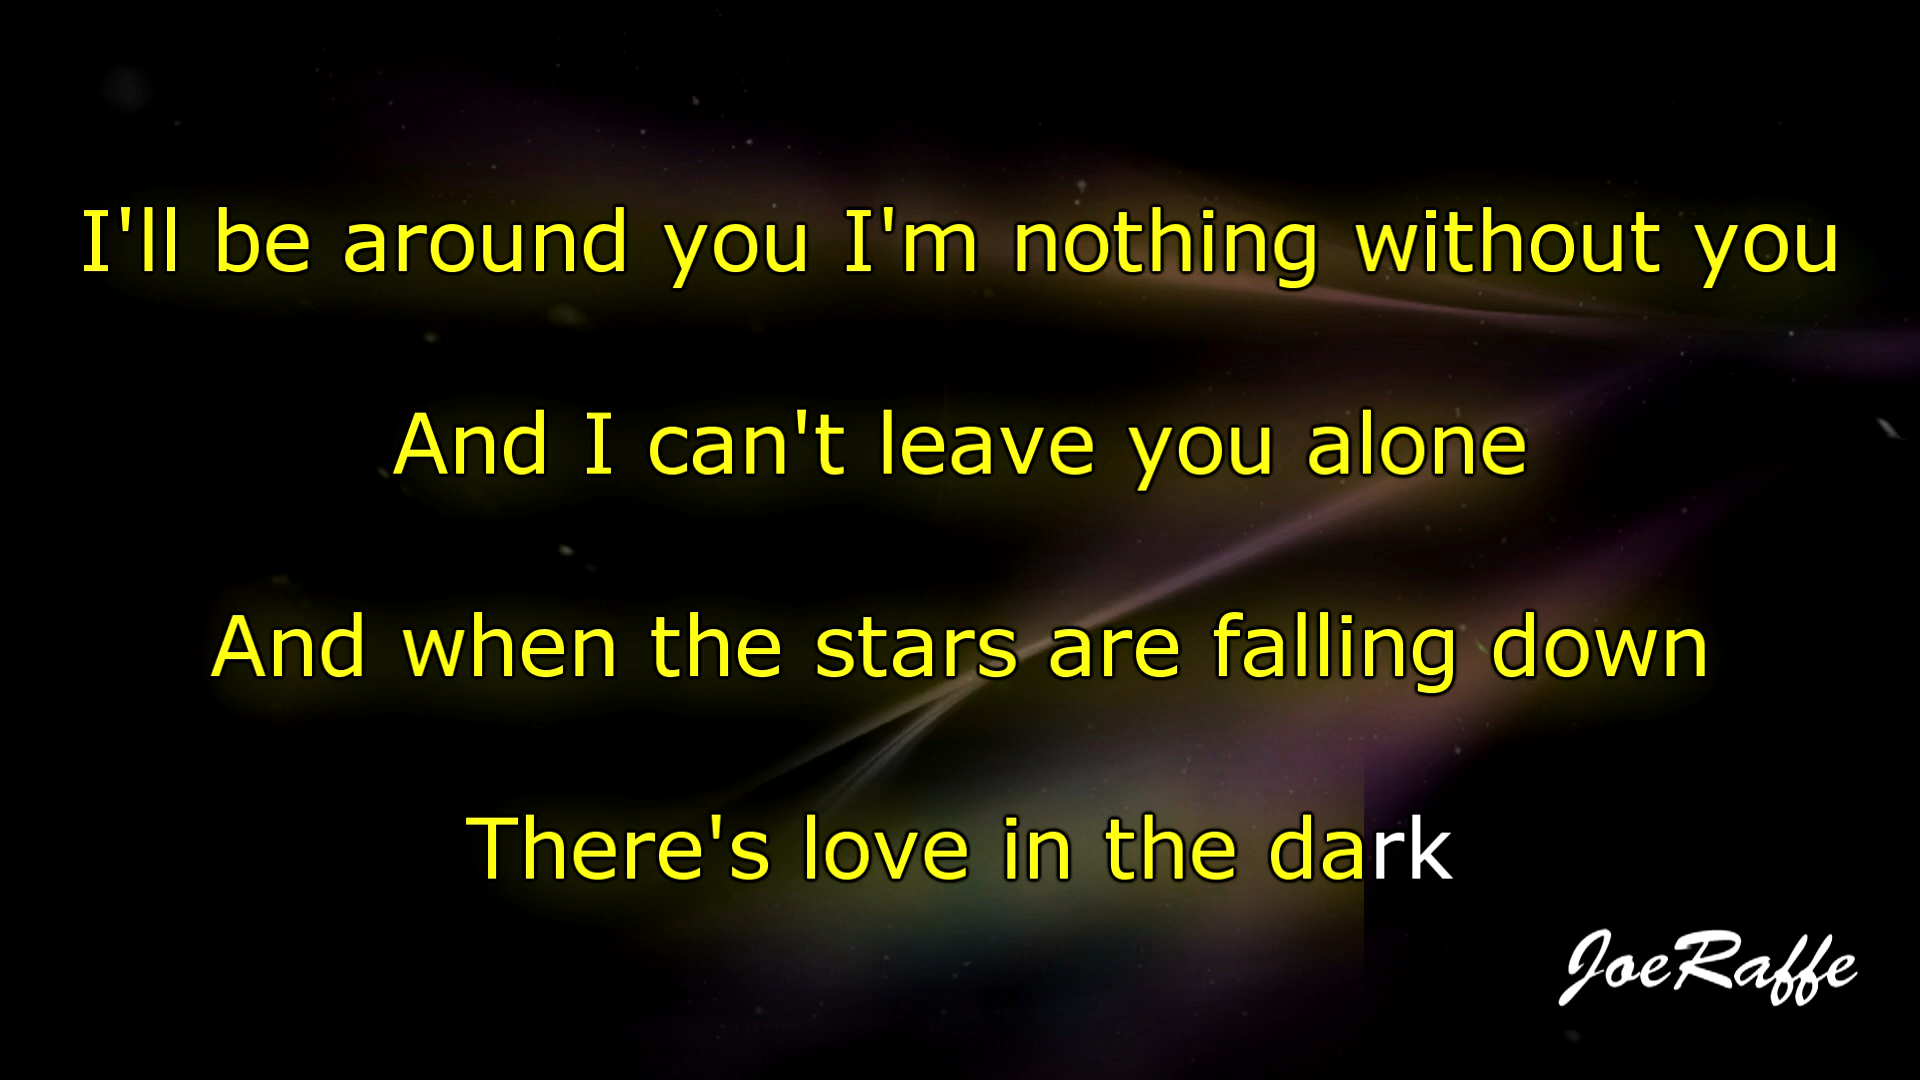 I'll be around you I'm nothing without you
And I can't leave you alone
And when the stars are falling down
There's love in the dark
JoeRaffe